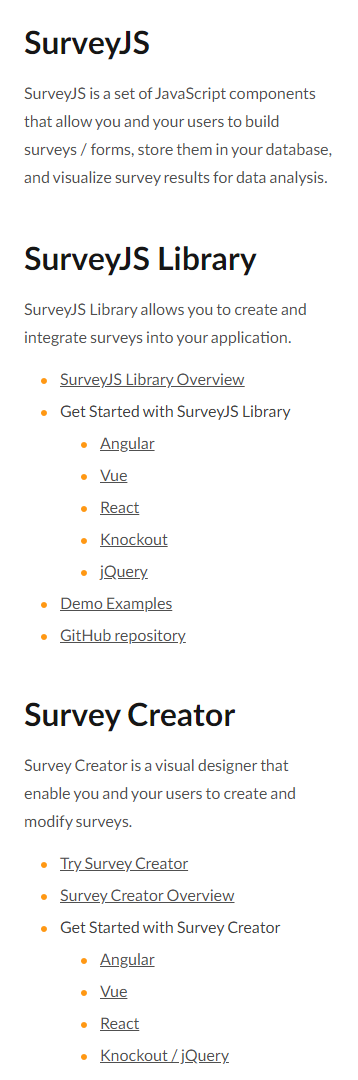 SurveyJS
SurveyJS is a set of JavaScript components
that allow you and your users to build
surveys / forms, store them in your database,
and visualize survey results for data analysis.
SurveyJS Library
SurveyJS Library allows you to create and
integrate surveys into your application.
SurveyJS Library Overview
Get Started with SurveyJS Library
Angular
Vue
React
Knockout
jQuery
Demo Examples
GitHub repository
Survey Creator
Survey Creator is a visual designer that
enable you and your users to create and
modify surveys.
Try Survey Creator
Survey Creator Overview
Get Started with Survey Creator
Angular
Vue
React
Knockout / jQuery